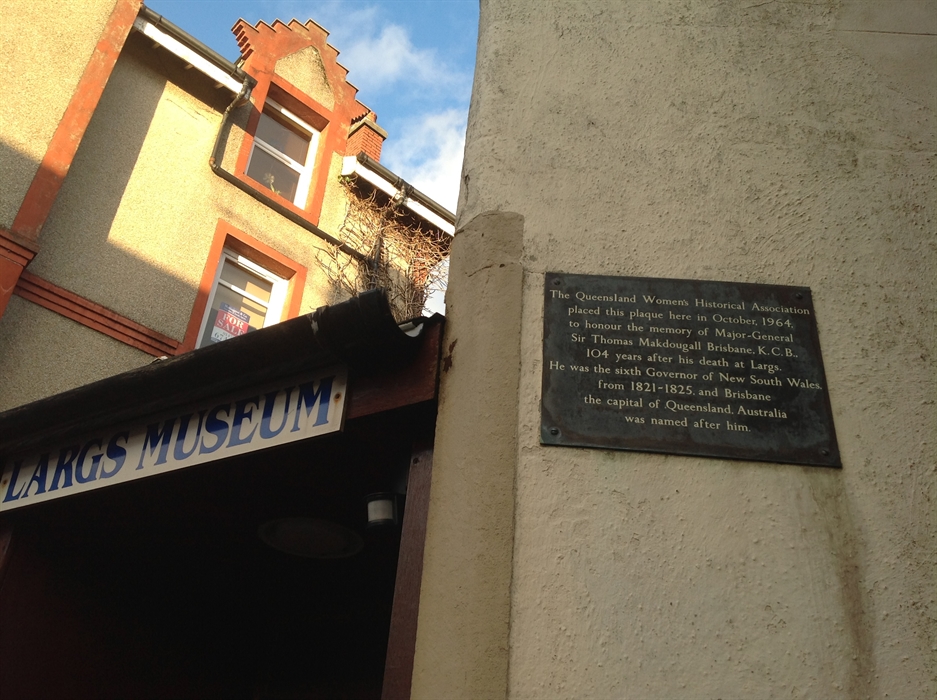 FOR
SALE
LARGS MUSEUM
The Queensland Women's Historical Association
placed this plaque here in October, 1964,
to honour the memory of Major-General
Sir Thomas Makdougall Brisbane, K.C.B.,
104 years after his death at Largs.
He was the sixth Governor of New South Wales,
from 1821-1825, and Brisbane
the capital of Queensland, Australia
was named after him.